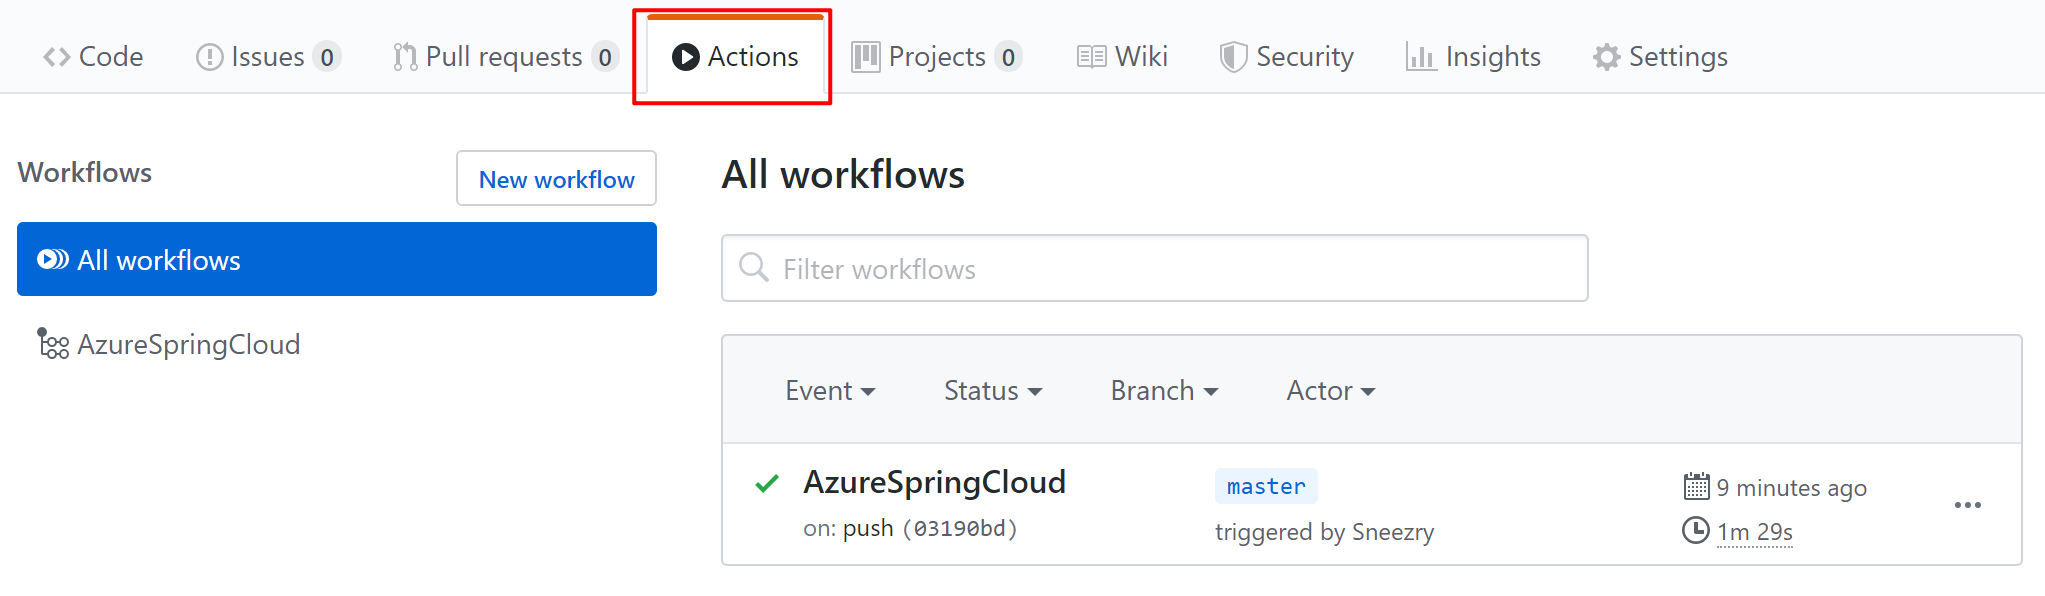 Code Issues 0 Pull requests 0 Actions Projects 0 Wiki Security Insights Settings
Workflows
New workflow
All workflows
AzureSpringCloud
All workflows
Filter workflows
Event Status Branch Actor
AzureSpringCloud master 9 minutes ago
on: push (03190bd) triggered by Sneezry 1m 29s